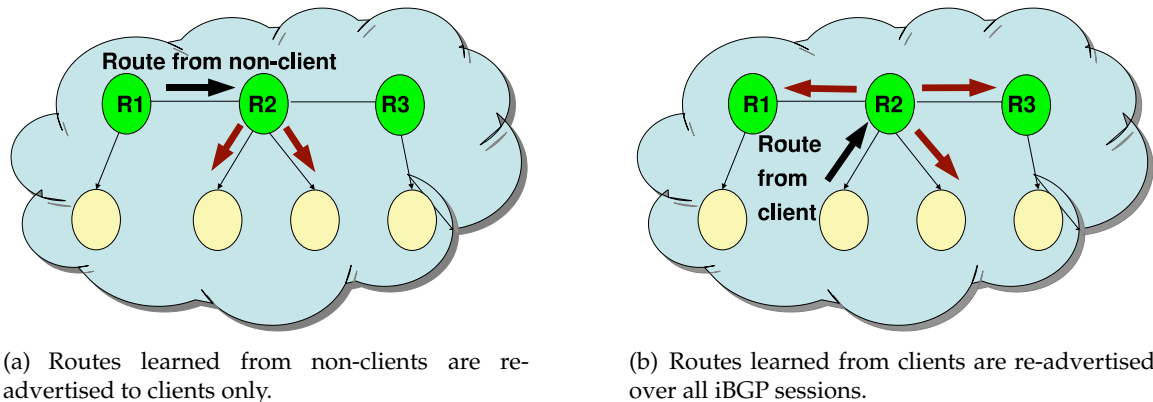 Route from non-client
R1
R2
R3
(a) Routes learned from non-clients are re-
advertised to clients only.
R1
R2
R3
Route
from
client
(b) Routes learned from clients are re-advertised
over all iBGP sessions.